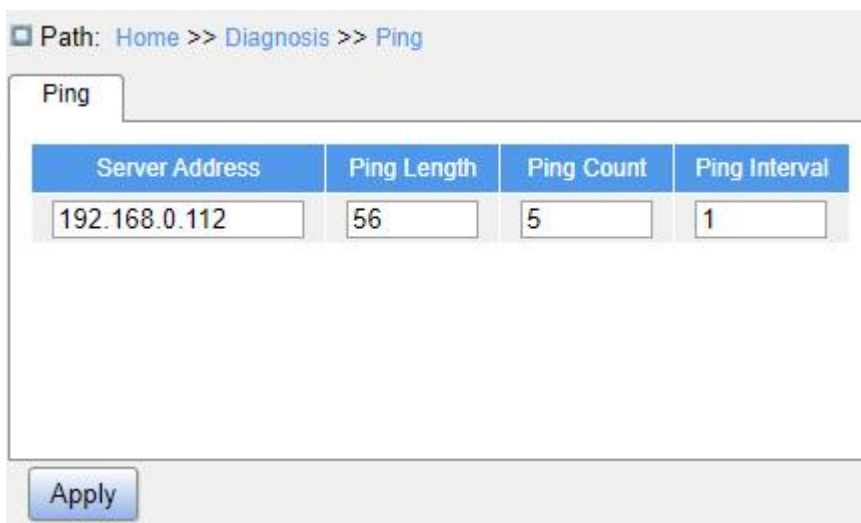 Path: Home >> Diagnosis >> Ping
Ping
Server Address Ping Length Ping Count Ping Interval
192.168.0.112 56 5 1
Apply